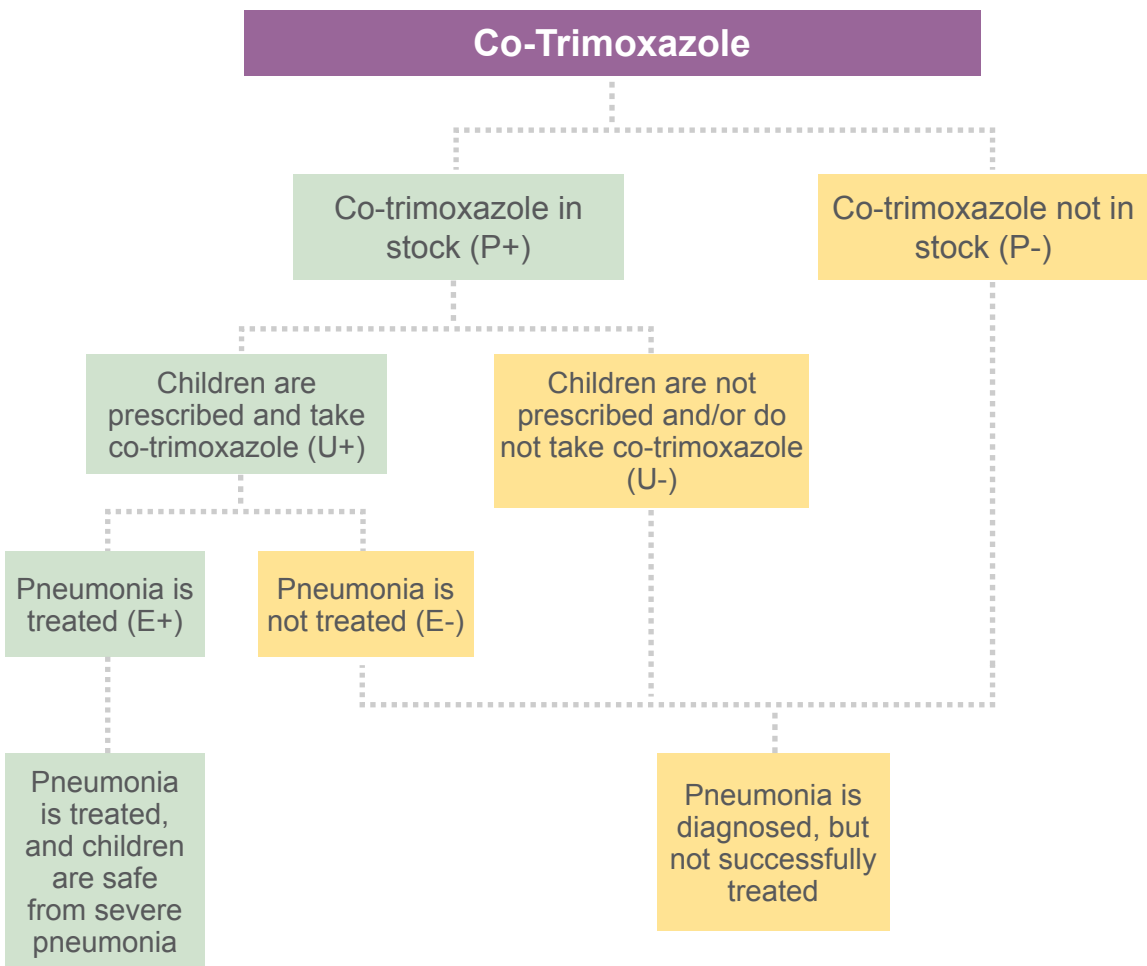 Co-Trimoxazole
Co-trimoxazole in
stock (P+)
Co-trimoxazole not in
stock (P-)
Children are
prescribed and take
co-trimoxazole (U+)
Children are not
prescribed and/or do
not take co-trimoxazole
(U-)
Pneumonia is
treated (E+)
Pneumonia is
not treated (E-)
Pneumonia
is treated,
and children
are safe
from severe
pneumonia
Pneumonia is
diagnosed, but
not successfully
treated